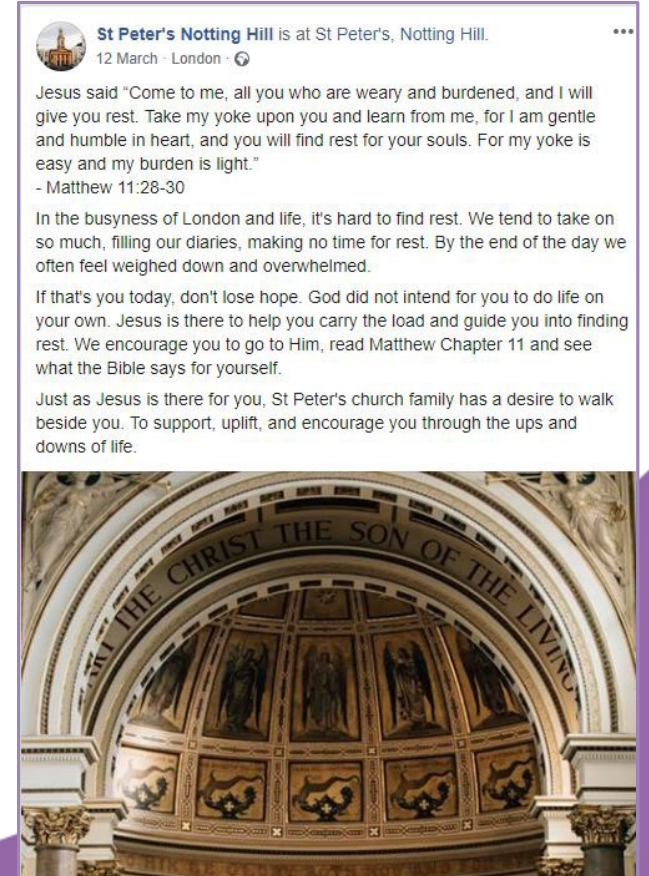 St Peter's Notting Hill is at St Peter's, Notting Hill.
12 March · London ·
Jesus said “Come to me, all you who are weary and burdened, and I will
give you rest. Take my yoke upon you and learn from me, for I am gentle
and humble in heart, and you will find rest for your souls. For my yoke is
easy and my burden is light.”
- Matthew 11:28-30
In the busyness of London and life, it's hard to find rest. We tend to take on
so much, filling our diaries, making no time for rest. By the end of the day we
often feel weighed down and overwhelmed.
If that's you today, don't lose hope. God did not intend for you to do life on
your own. Jesus is there to help you carry the load and guide you into finding
rest. We encourage you to go to Him, read Matthew Chapter 11 and see
what the Bible says for yourself.
Just as Jesus is there for you, St Peter's church family has a desire to walk
beside you. To support, uplift, and encourage you through the ups and
downs of life.
ART THE CHRIST THE SON OF THE LIVING